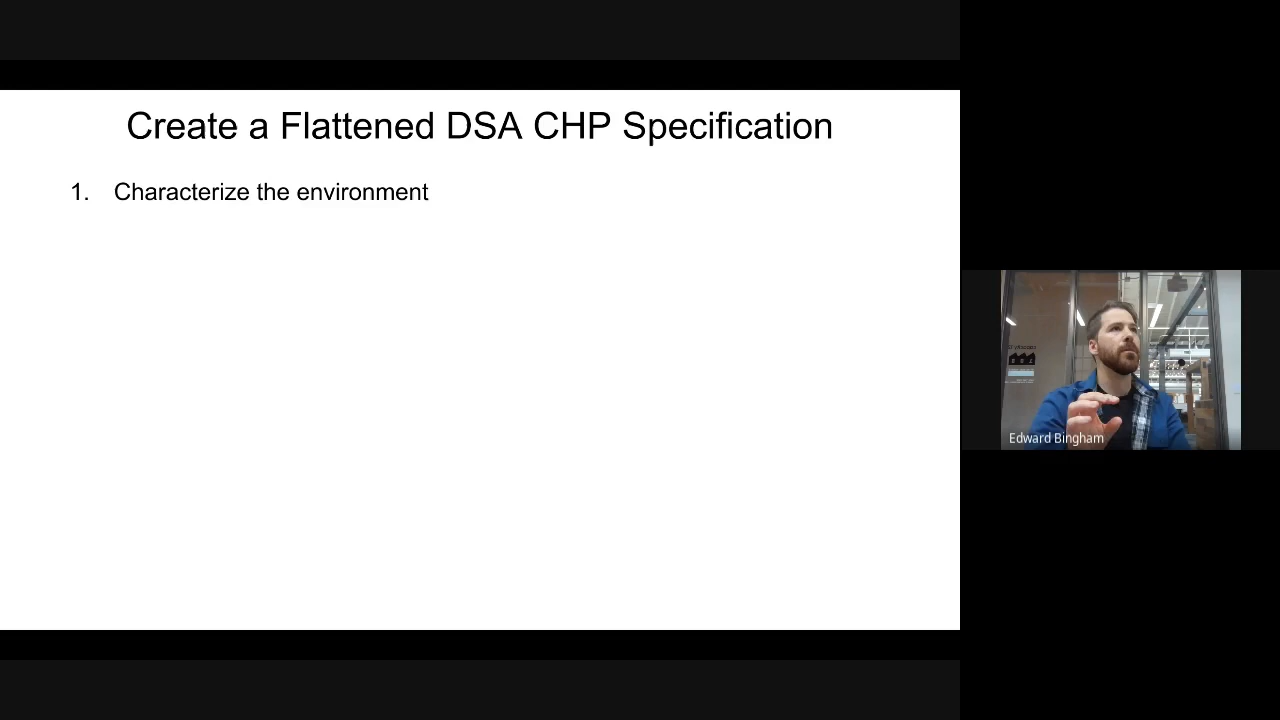 Create a Flattened DSA CHP Specification
1. Characterize the environment
Edward Bingham